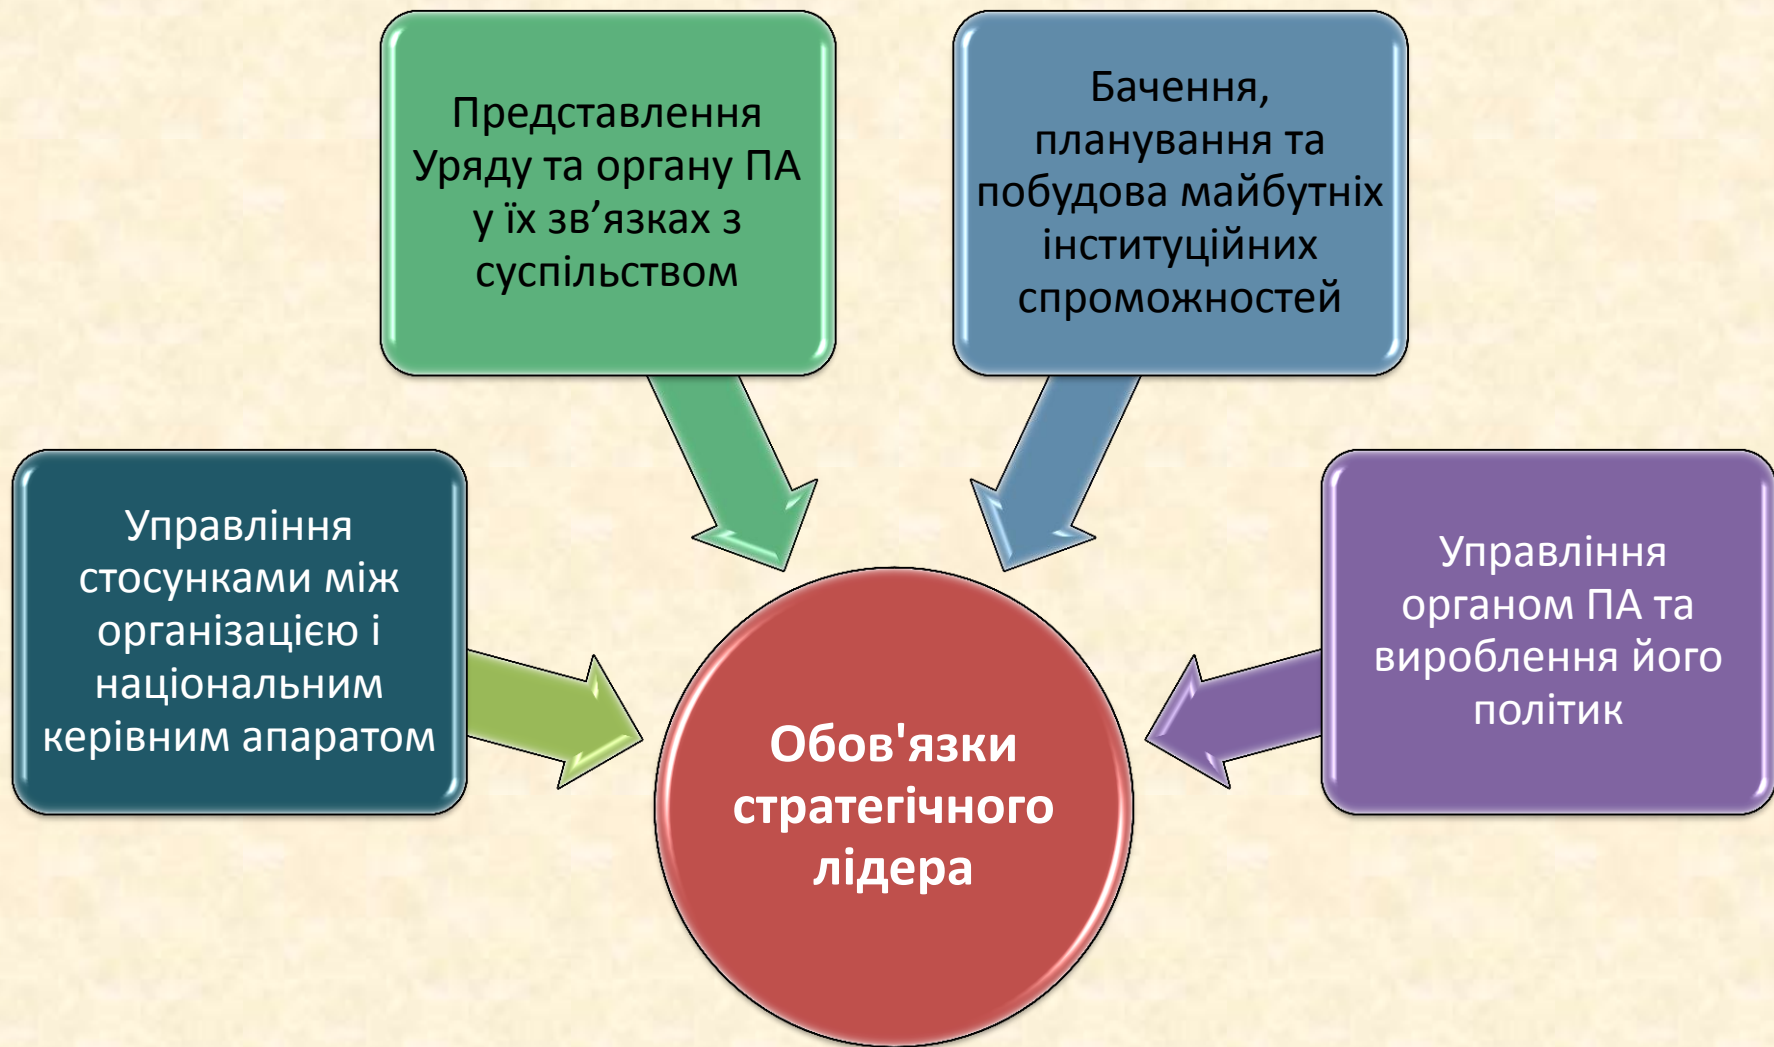 Представлення
Уряду та органу ПА
у їх зв’язках з
суспільством
Бачення,
планування та
побудова майбутніх
інституційних
спроможностей
Управління
стосунками між
організацією і
національним
керівним апаратом
Управління
органом ПА та
вироблення його
політик
Обов'язки
стратегічного
лідера